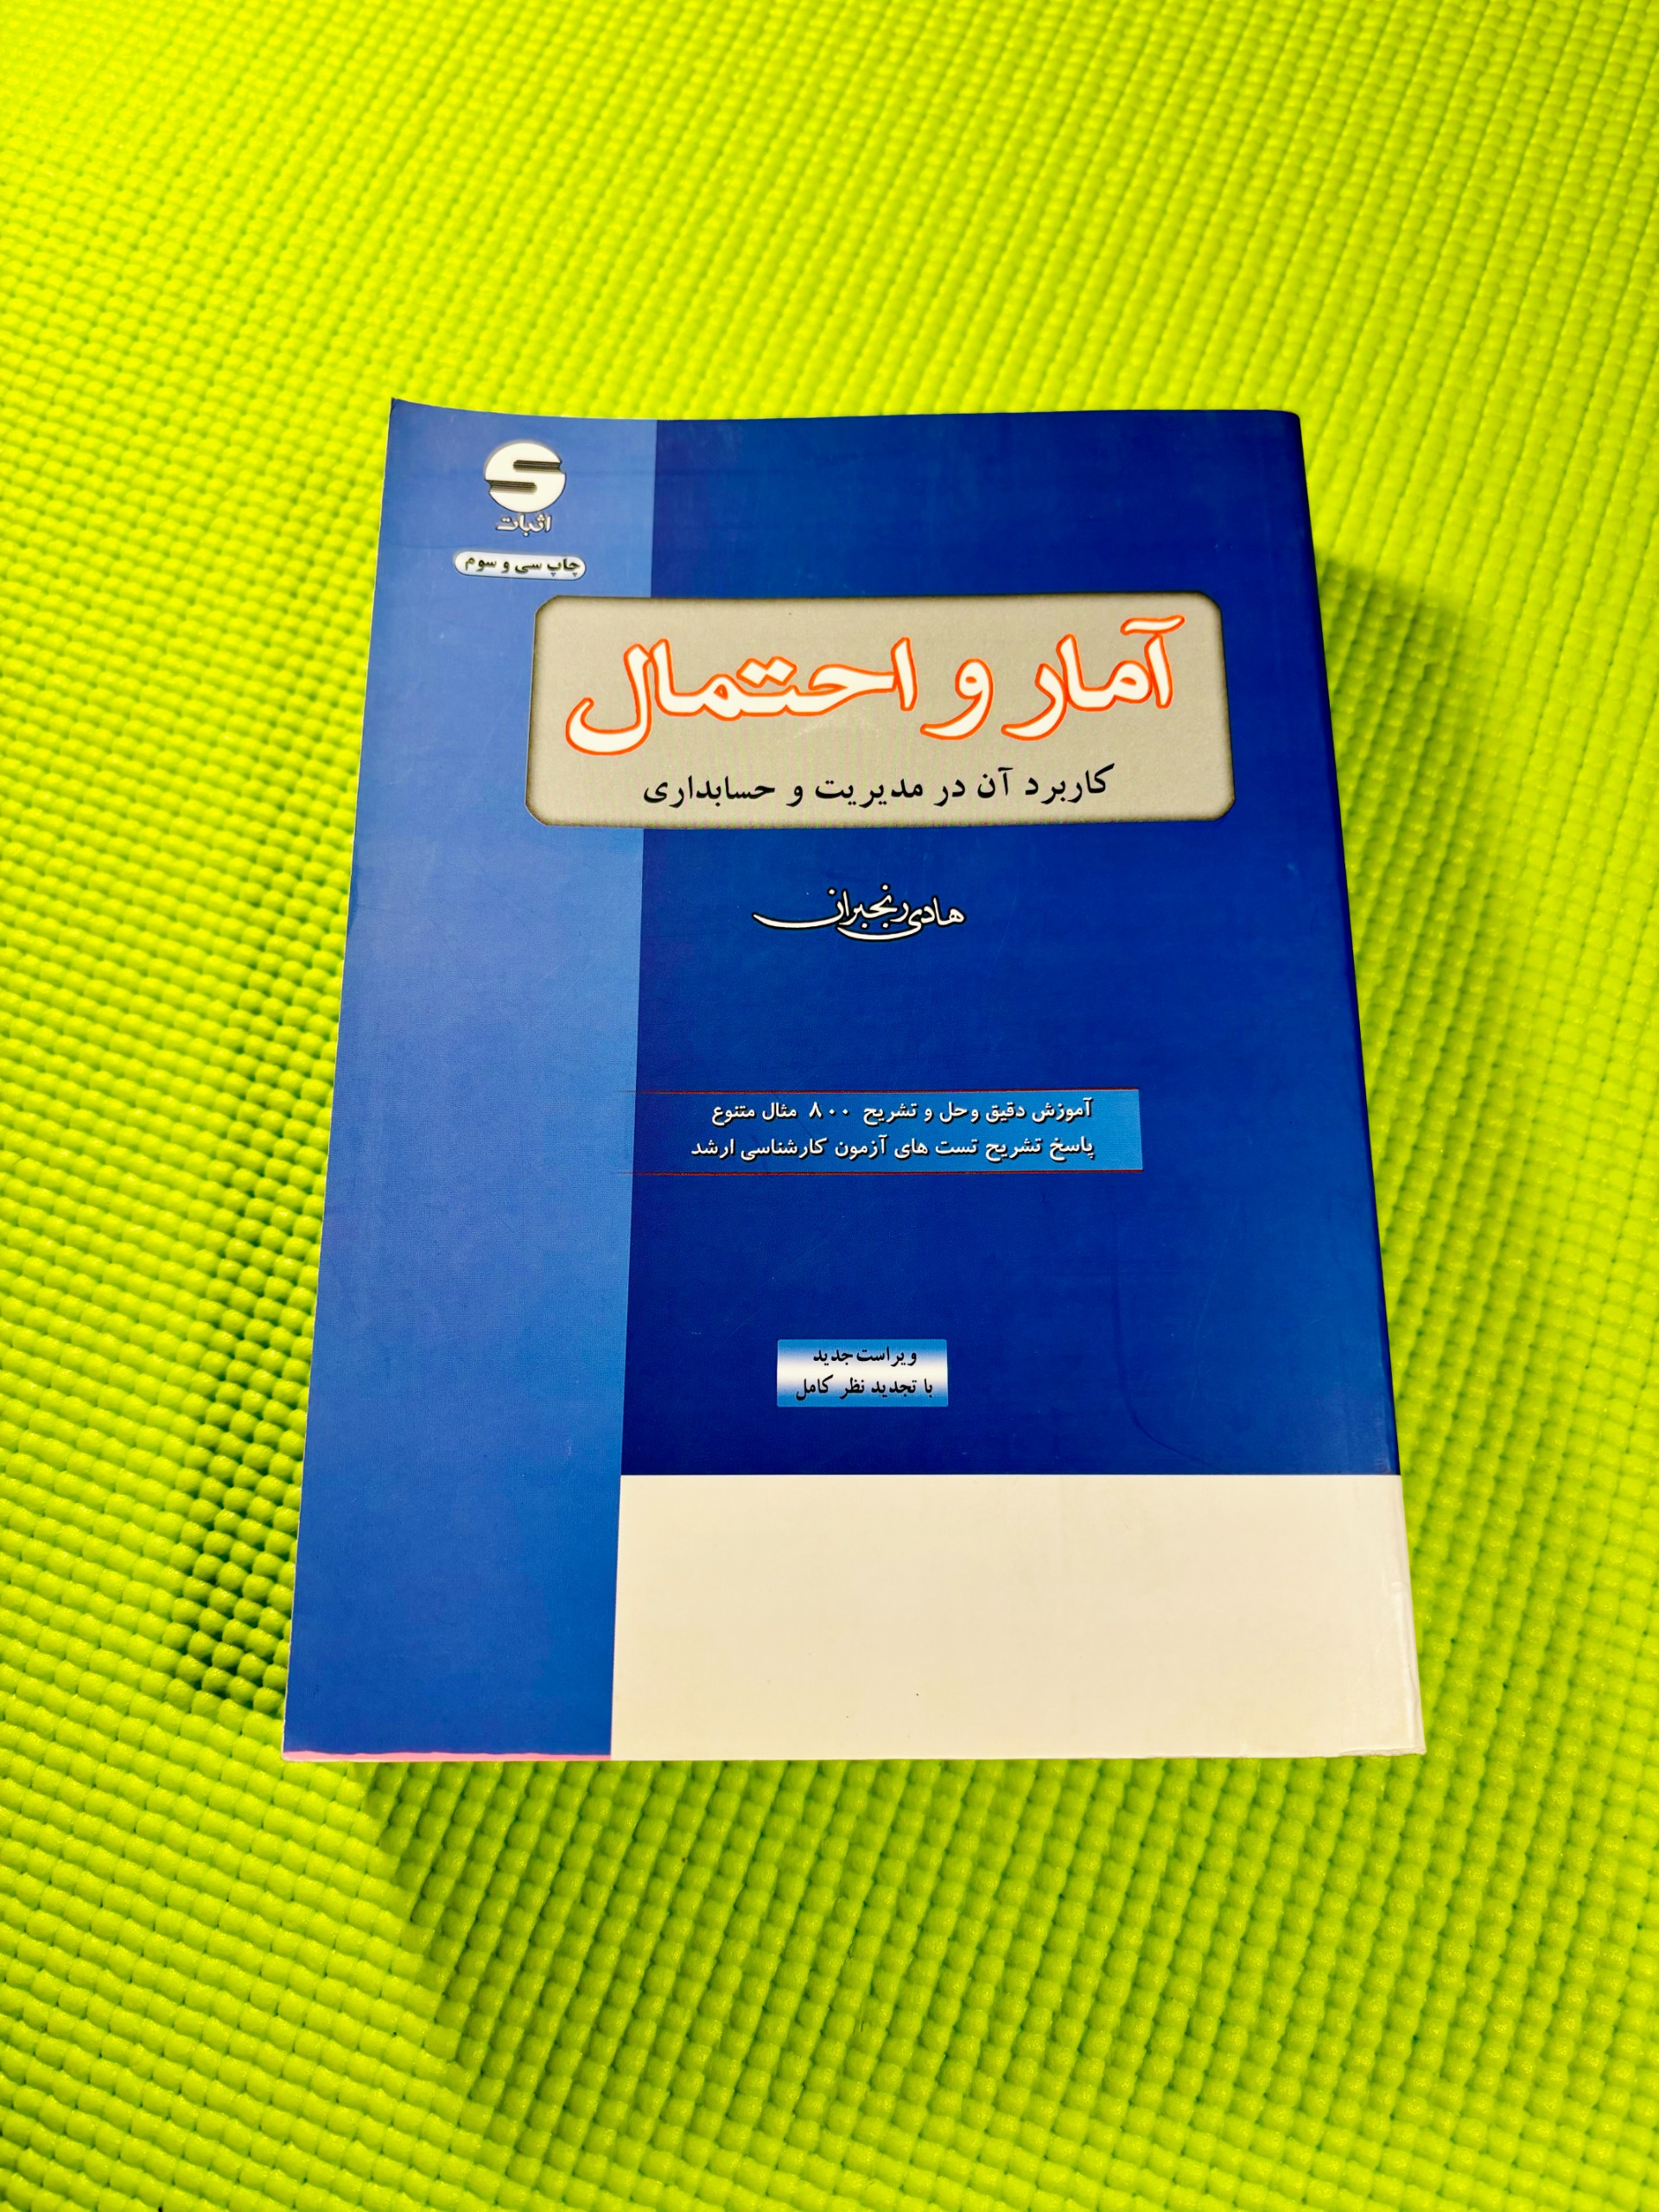 اثبات
چاپ سی و سوم
آمار و احتمال
کاربرد آن در مدیریت و حسابداری
هادی رنجبران
آموزش دقیق و حل و تشریح ۸۰۰ مثال متنوع
پاسخ تشریح تست های آزمون کارشناسی ارشد
ویراست جدید
با تجدید نظر کامل